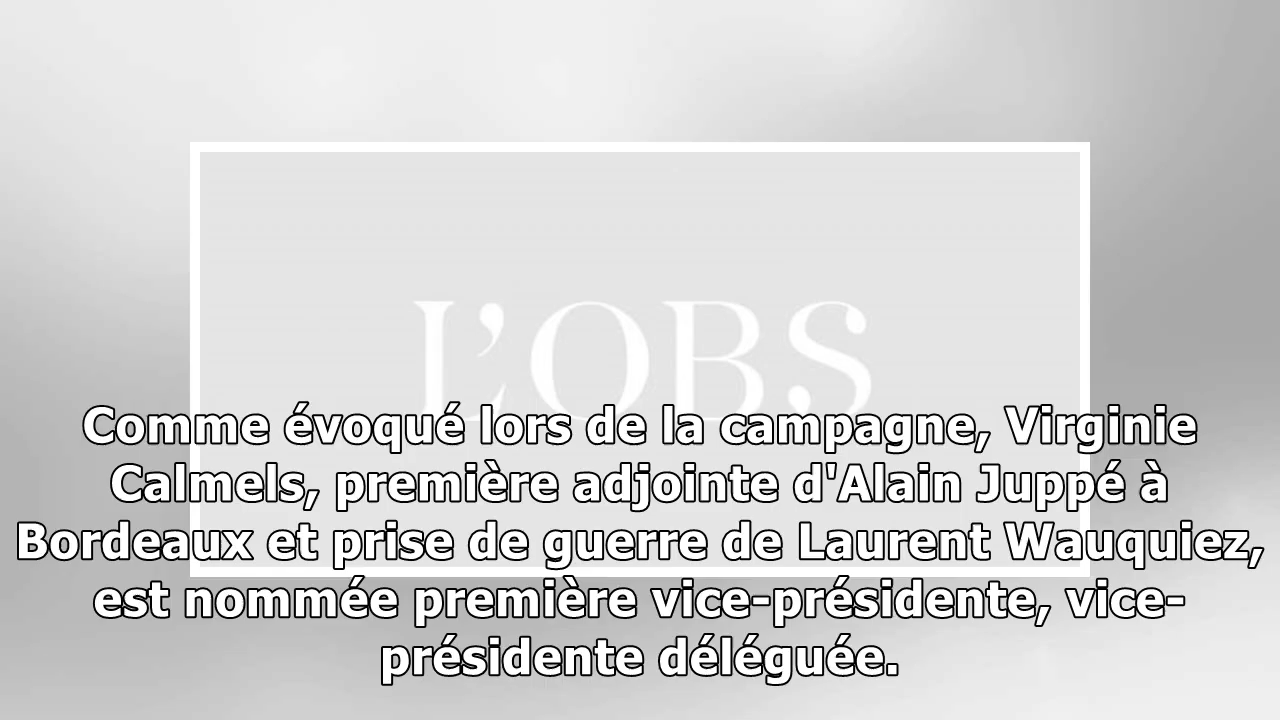 L'OBS
Comme évoqué lors de la campagne, Virginie
Calmels, première adjointe d'Alain Juppé à
Bordeaux et prise de guerre de Laurent Wauquiez,
est nommée première vice-présidente, vice-
présidente déléguée.